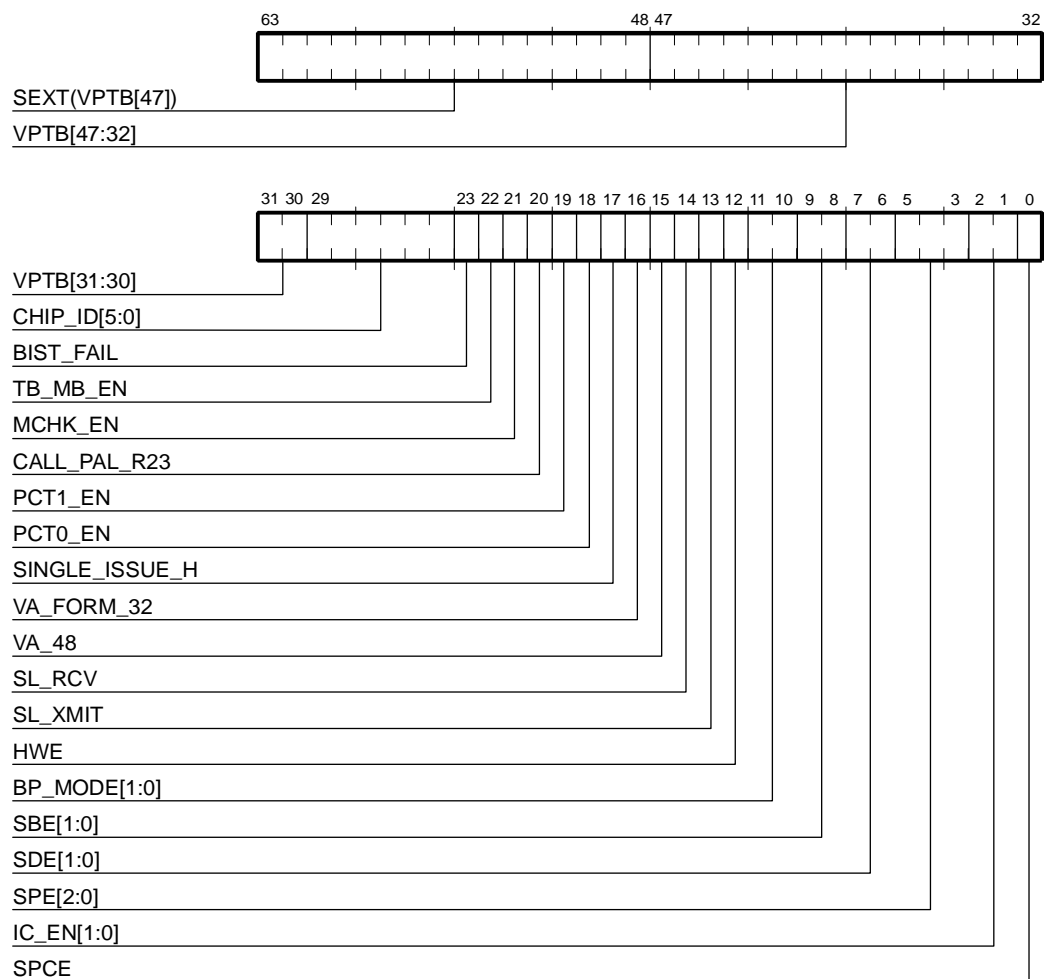 63 48 47 32
SEXT(VPTB[47])
VPTB[47:32]
31 30 29 23 22 21 20 19 18 17 16 15 14 13 12 11 10 9 8 7 6 5 3 2 1 0
VPTB[31:30]
CHIP_ID[5:0]
BIST_FAIL
TB_MB_EN
MCHK_EN
CALL_PAL_R23
PCT1_EN
PCT0_EN
SINGLE_ISSUE_H
VA_FORM_32
VA_48
SL_RCV
SL_XMIT
HWE
BP_MODE[1:0]
SBE[1:0]
SDE[1:0]
SPE[2:0]
IC_EN[1:0]
SPCE